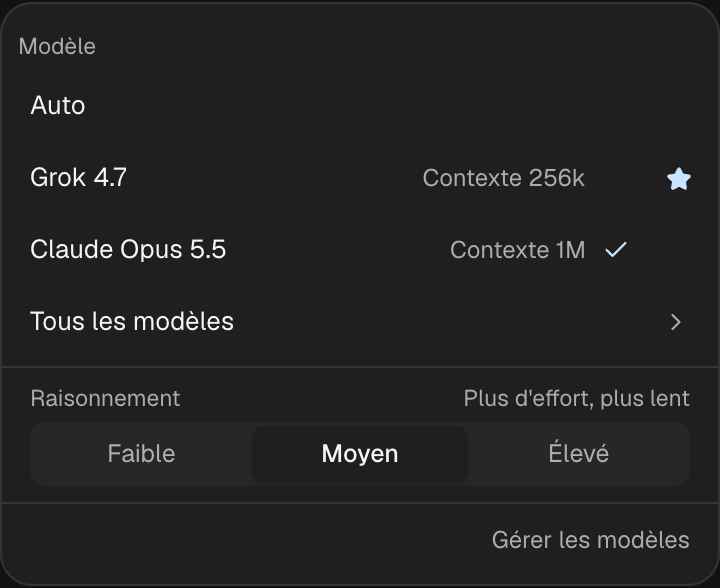 Modèle
Auto
Grok 4.7 Contexte 256k
Claude Opus 5.5 Contexte 1M
Tous les modèles
Raisonnement Plus d'effort, plus lent
Faible Moyen Élevé
Gérer les modèles